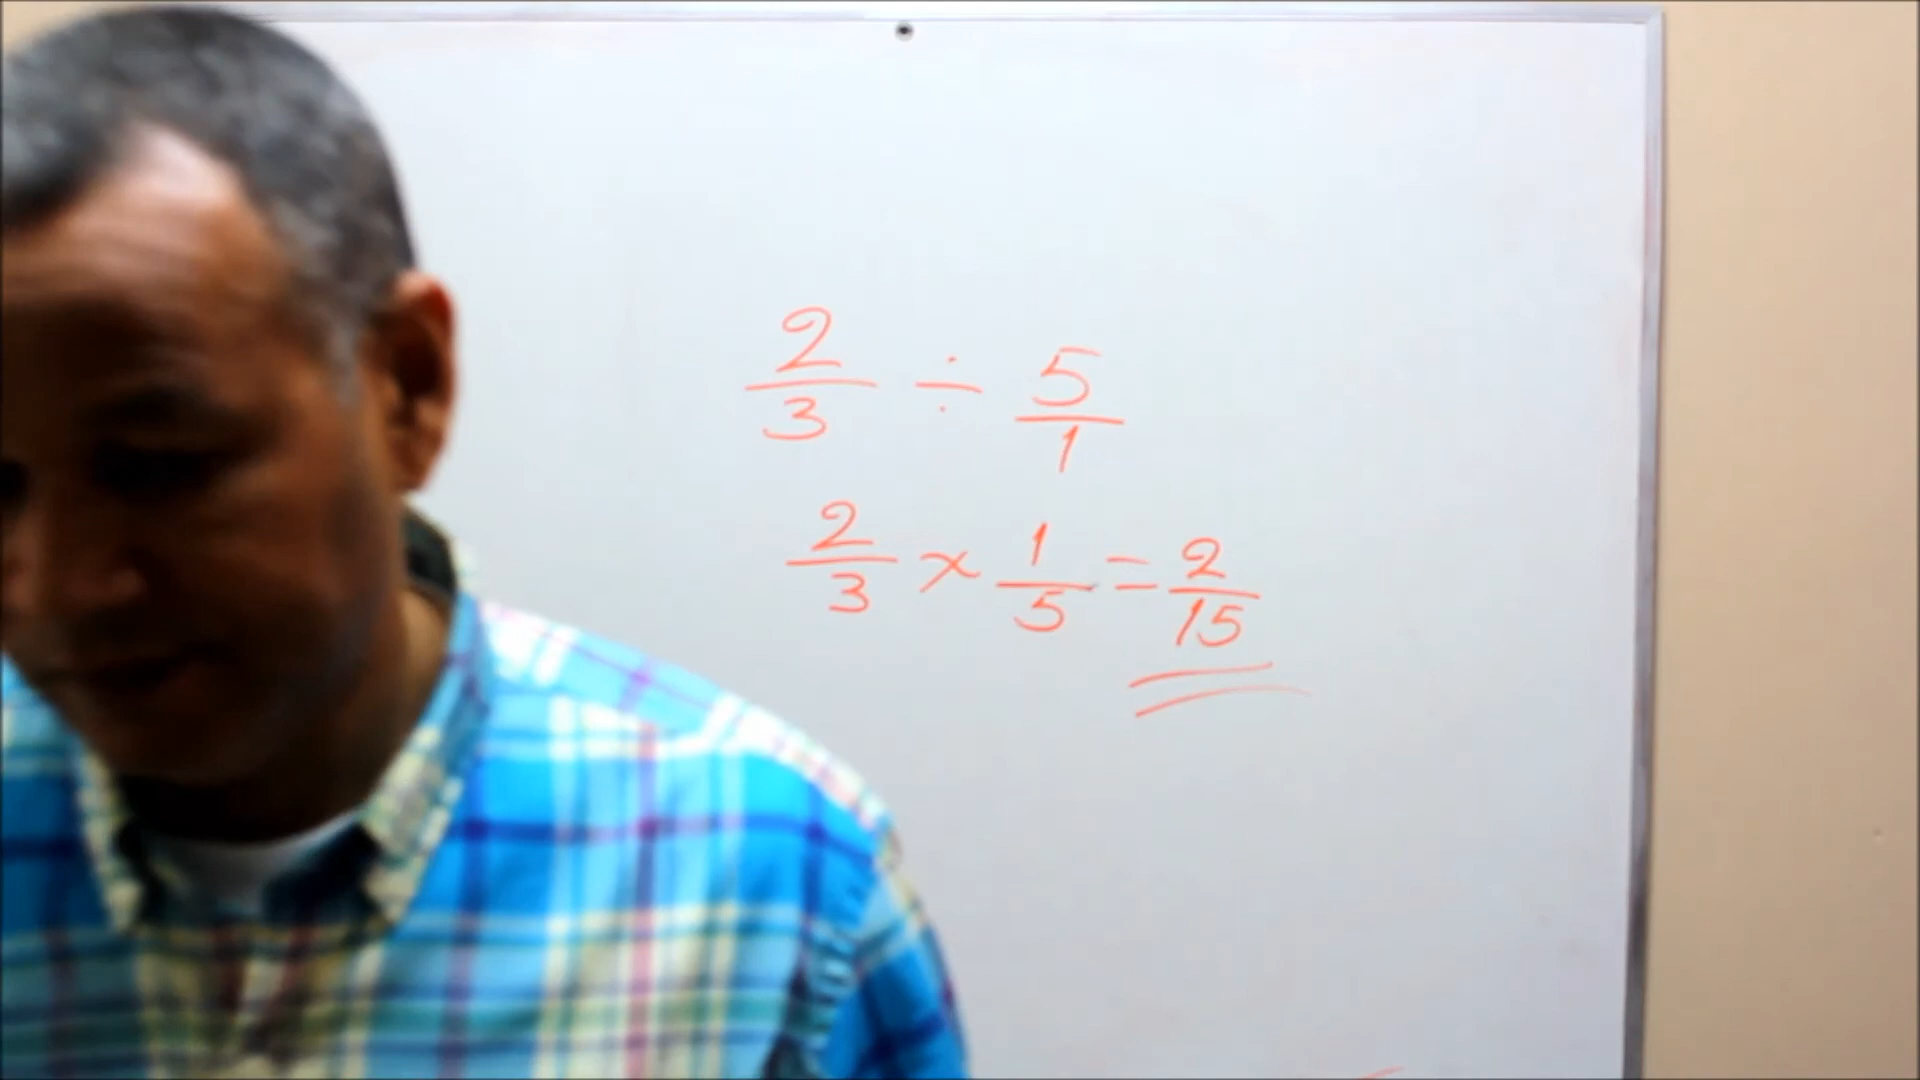 2/3 ÷ 5/1
2/3 × 1/5 = 2/15